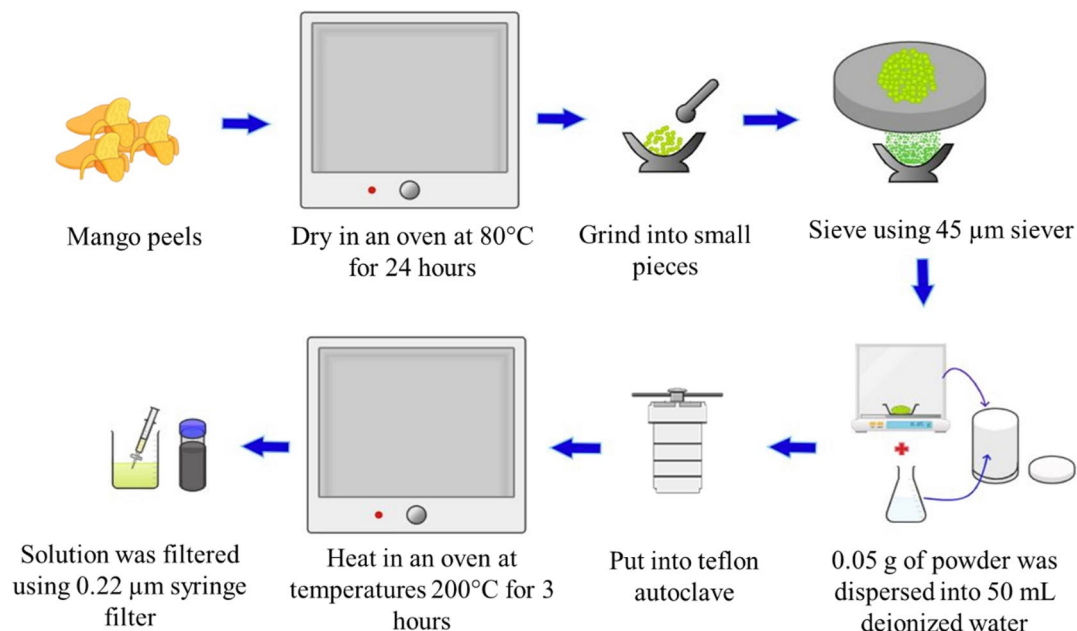 Mango peels
Dry in an oven at 80°C
for 24 hours
Grind into small
pieces
Sieve using 45 µm siever
0.05 g of powder was
dispersed into 50 mL
deionized water
Put into teflon
autoclave
Heat in an oven at
temperatures 200°C for 3
hours
Solution was filtered
using 0.22 µm syringe
filter